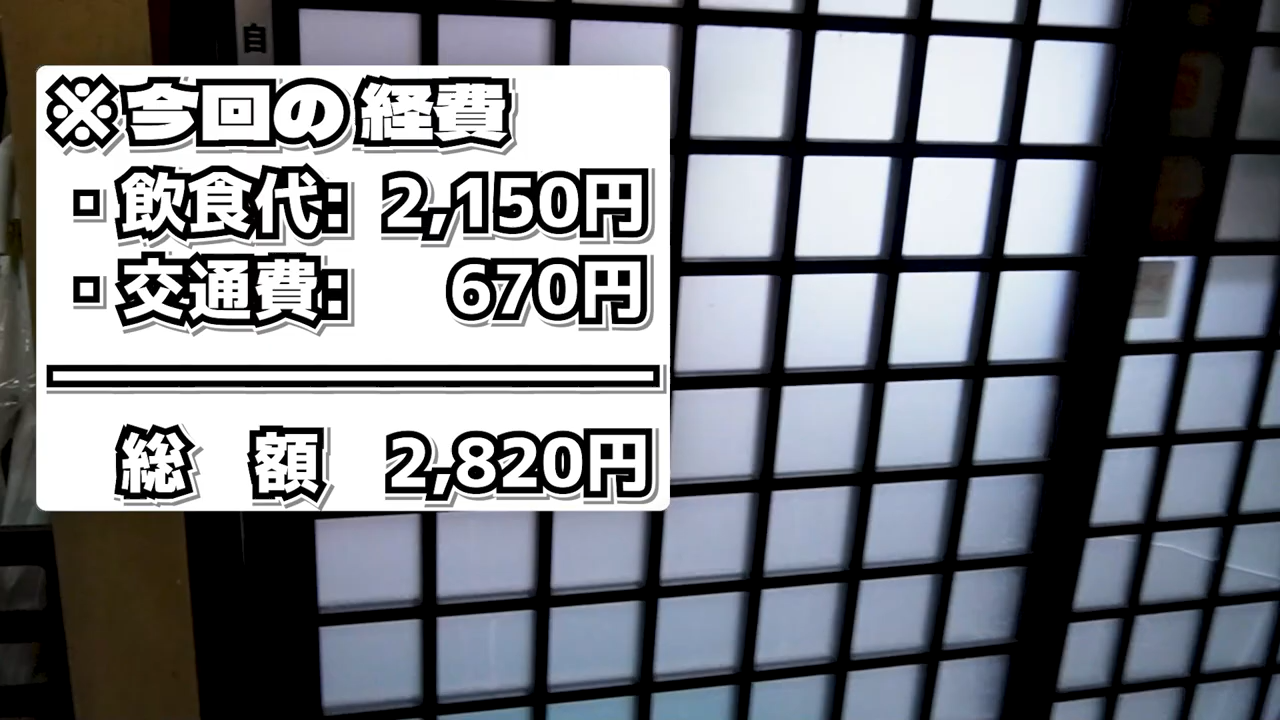 自
※今回の経費
・飲食代: 2,150円
・交通費: 670円
総 額 2,820円